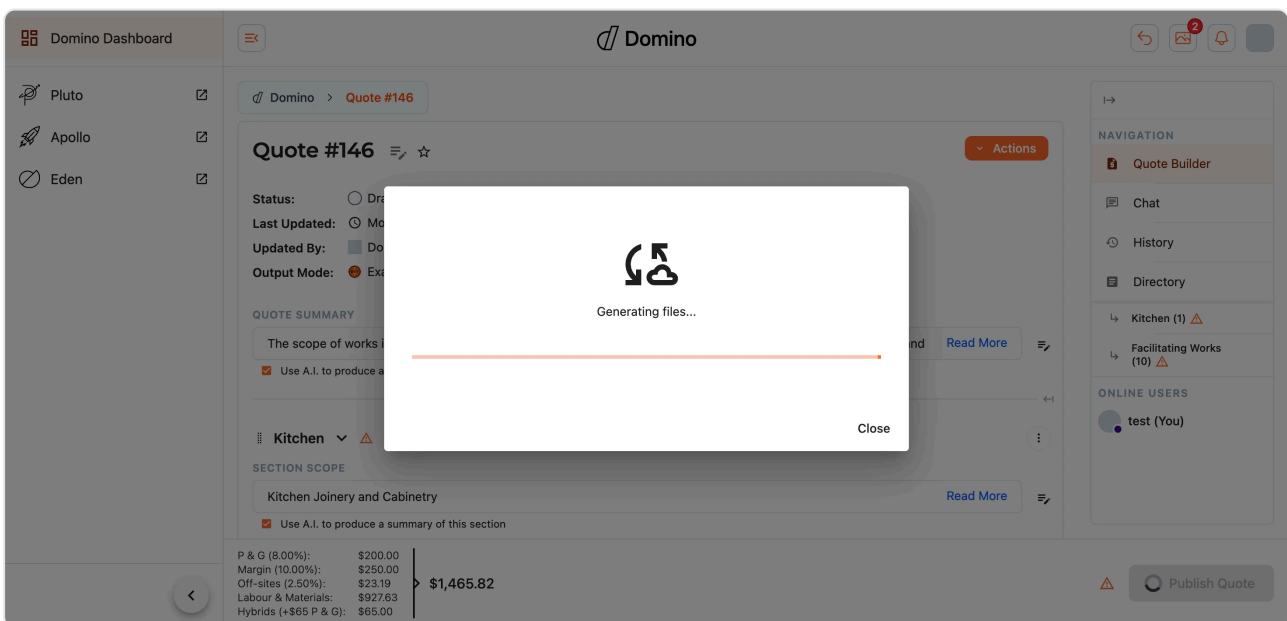 Domino Dashboard
Domino
2
Pluto
Apollo
Eden
Domino > Quote #146
Quote #146
Actions
Status:
Last Updated:
Updated By:
Output Mode:
QUOTE SUMMARY
The scope of works
Read More
Use A.I. to produce a
Generating files...
Close
Kitchen
SECTION SCOPE
Kitchen Joinery and Cabinetry
Read More
Use A.I. to produce a summary of this section
P & G (8.00%): $200.00
Margin (10.00%): $250.00
Off-sites (2.50%): $23.19
Labour & Materials: $927.63
Hybrids (+$65 P & G): $65.00
$1,465.82
Publish Quote
NAVIGATION
Quote Builder
Chat
History
Directory
Kitchen (1)
Facilitating Works
(10)
ONLINE USERS
test (You)